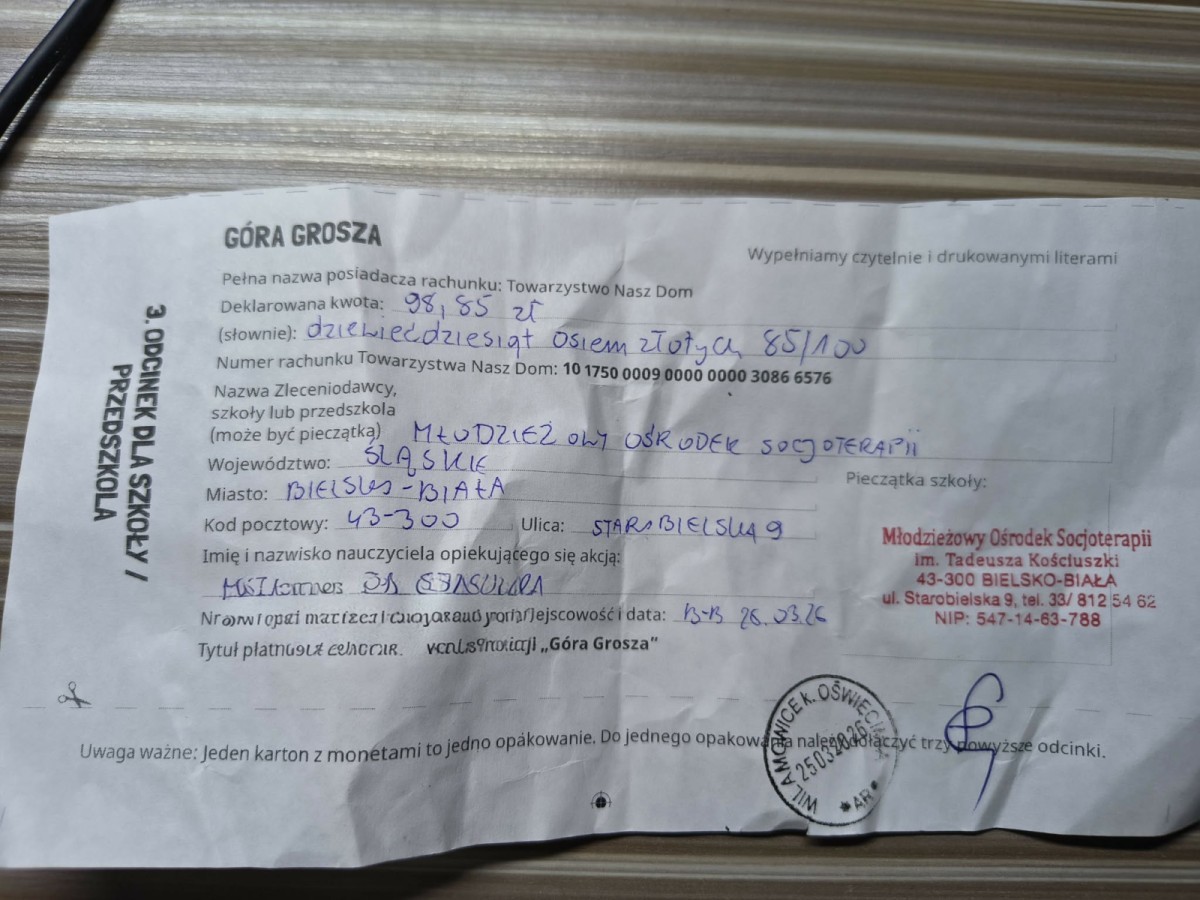 GÓRA GROSZA
Wypełniamy czytelnie i drukowanymi literami
Pełna nazwa posiadacza rachunku: Towarzystwo Nasz Dom
Deklarowana kwota: 98,85 zł
(słownie): dziewięćdziesiąt osiem złotych 85/100
Numer rachunku Towarzystwa Nasz Dom: 10 1750 0009 0000 0000 3086 6576
Nazwa Zleceniodawcy,
szkoły lub przedszkola
(może być pieczątka) MŁODZIEŻOWY OŚRODEK SOCJOTERAPII
Województwo: ŚLĄSKIE
Miasto: BIELSKO-BIAŁA
Kod pocztowy: 43-300 Ulica: STAROBIELSKA 9
Imię i nazwisko nauczyciela opiekującego się akcją:
i data: B-B 26.03.26
Tytuł „Góra Grosza”
3. ODCINEK DLA SZKOŁY /
PRZEDSZKOLA
Pieczątka szkoły:
Młodzieżowy Ośrodek Socjoterapii
im. Tadeusza Kościuszki
43-300 BIELSKO-BIAŁA
ul. Starobielska 9, tel. 33/ 812 54 62
NIP: 547-14-63-788
Uwaga ważne: Jeden karton z monetami to jedno opakowanie. Do jednego opakowania należy dołączyć trzy powyższe odcinki.
WILAMOWICE k. OŚWIĘCIMIA
25032026
*AR*